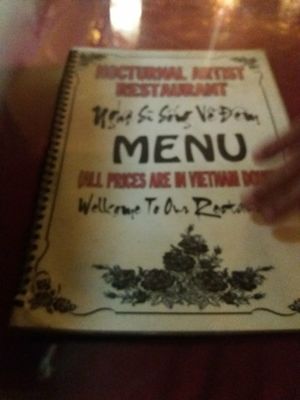 NOCTURNAL ARTIST
RESTAURANT
Nghệ Sĩ Sống Về Đêm
MENU
(ALL PRICES ARE IN VIETNAM
Wellcome To Our